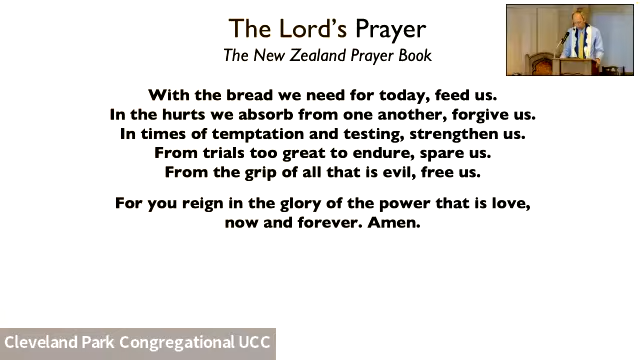 The Lord's Prayer
The New Zealand Prayer Book
With the bread we need for today, feed us.
In the hurts we absorb from one another, forgive us.
In times of temptation and testing, strengthen us.
From trials too great to endure, spare us.
From the grip of all that is evil, free us.
For you reign in the glory of the power that is love,
now and forever. Amen.
Cleveland Park Congregational UCC